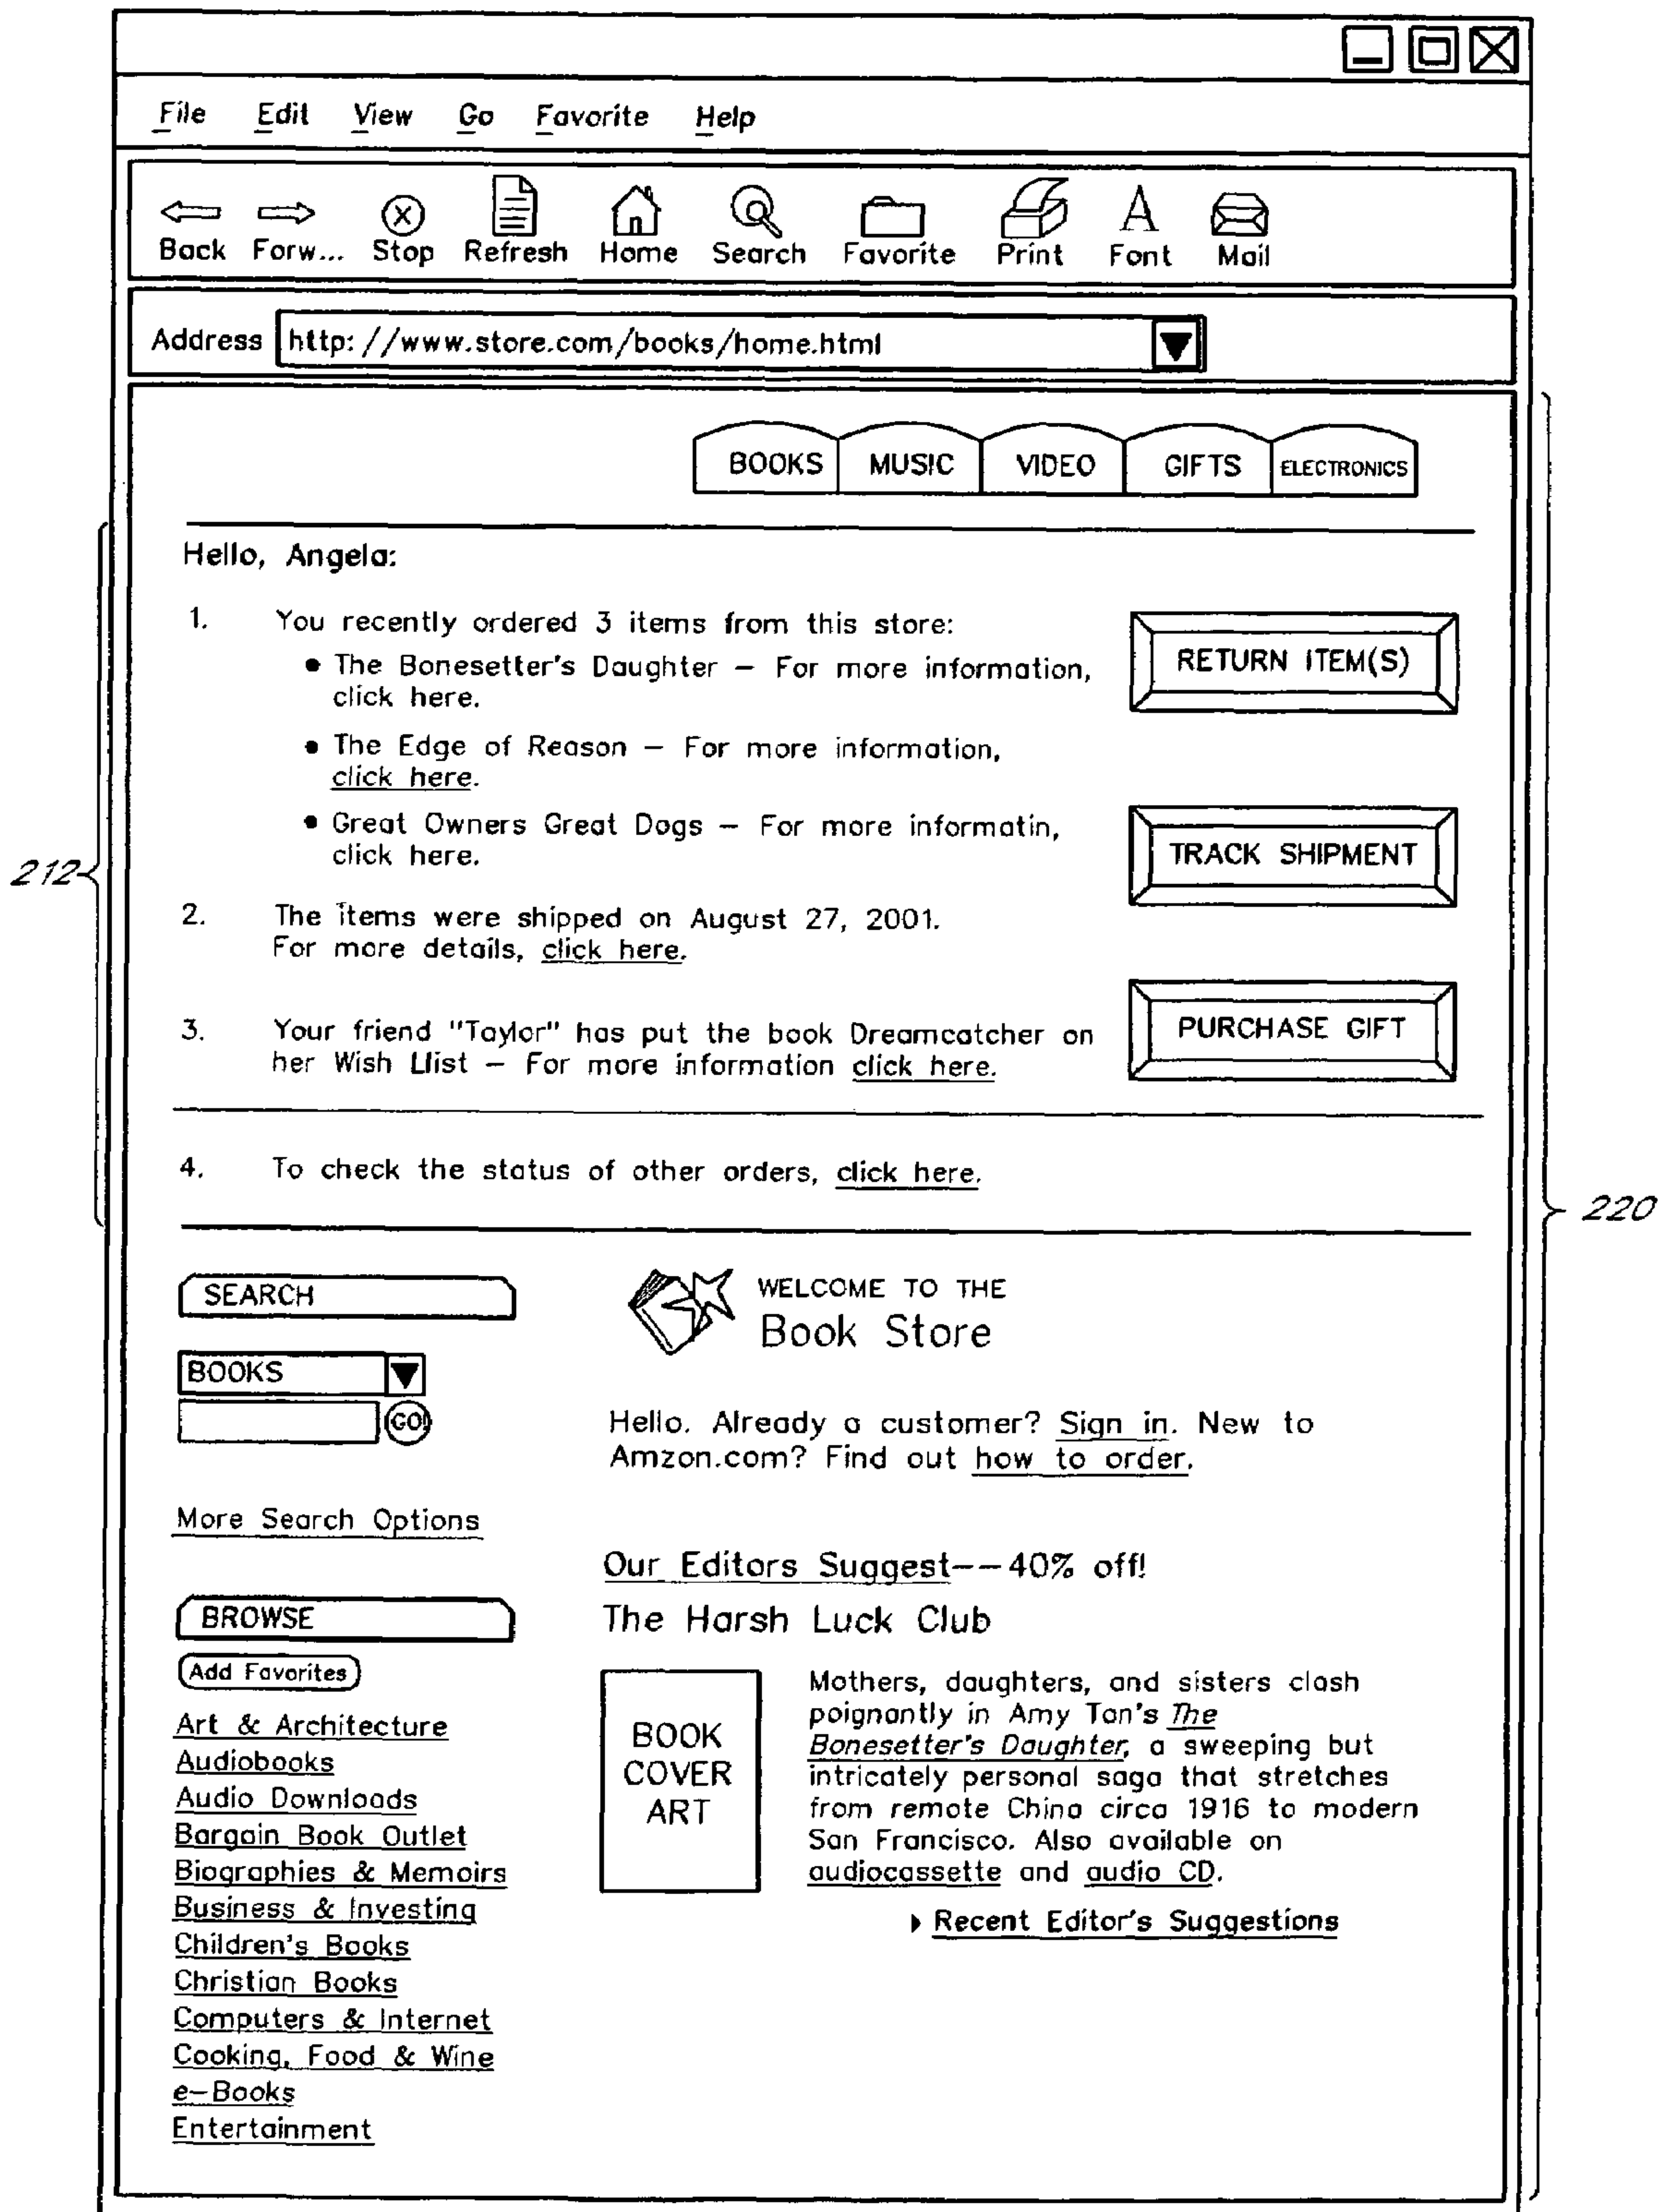 File Edit View Go Favorite Help
Back Forw... Stop Refresh Home Search Favorite Print Font Mail
Address http://www.store.com/books/home.html
BOOKS MUSIC VIDEO GIFTS ELECTRONICS
Hello, Angela:
1. You recently ordered 3 items from this store:
• The Bonesetter's Daughter – For more information,
click here.
RETURN ITEM(S)
• The Edge of Reason – For more information,
click here.
• Great Owners Great Dogs – For more informatin,
click here.
TRACK SHIPMENT
212
2. The items were shipped on August 27, 2001.
For more details, click here.
3. Your friend "Taylor" has put the book Dreamcatcher on
her Wish Llist – For more information click here.
PURCHASE GIFT
4. To check the status of other orders, click here.
220
SEARCH
BOOKS
GO!
More Search Options
BROWSE
Add Favorites
Art & Architecture
Audiobooks
Audio Downloads
Bargain Book Outlet
Biographies & Memoirs
Business & Investing
Children's Books
Christian Books
Computers & Internet
Cooking, Food & Wine
e-Books
Entertainment
WELCOME TO THE
Book Store
Hello. Already a customer? Sign in. New to
Amzon.com? Find out how to order.
Our Editors Suggest--40% off!
The Harsh Luck Club
BOOK
COVER
ART
Mothers, daughters, and sisters clash
poignantly in Amy Tan's The
Bonesetter's Daughter, a sweeping but
intricately personal saga that stretches
from remote China circa 1916 to modern
San Francisco. Also available on
audiocassette and audio CD.
Recent Editor's Suggestions